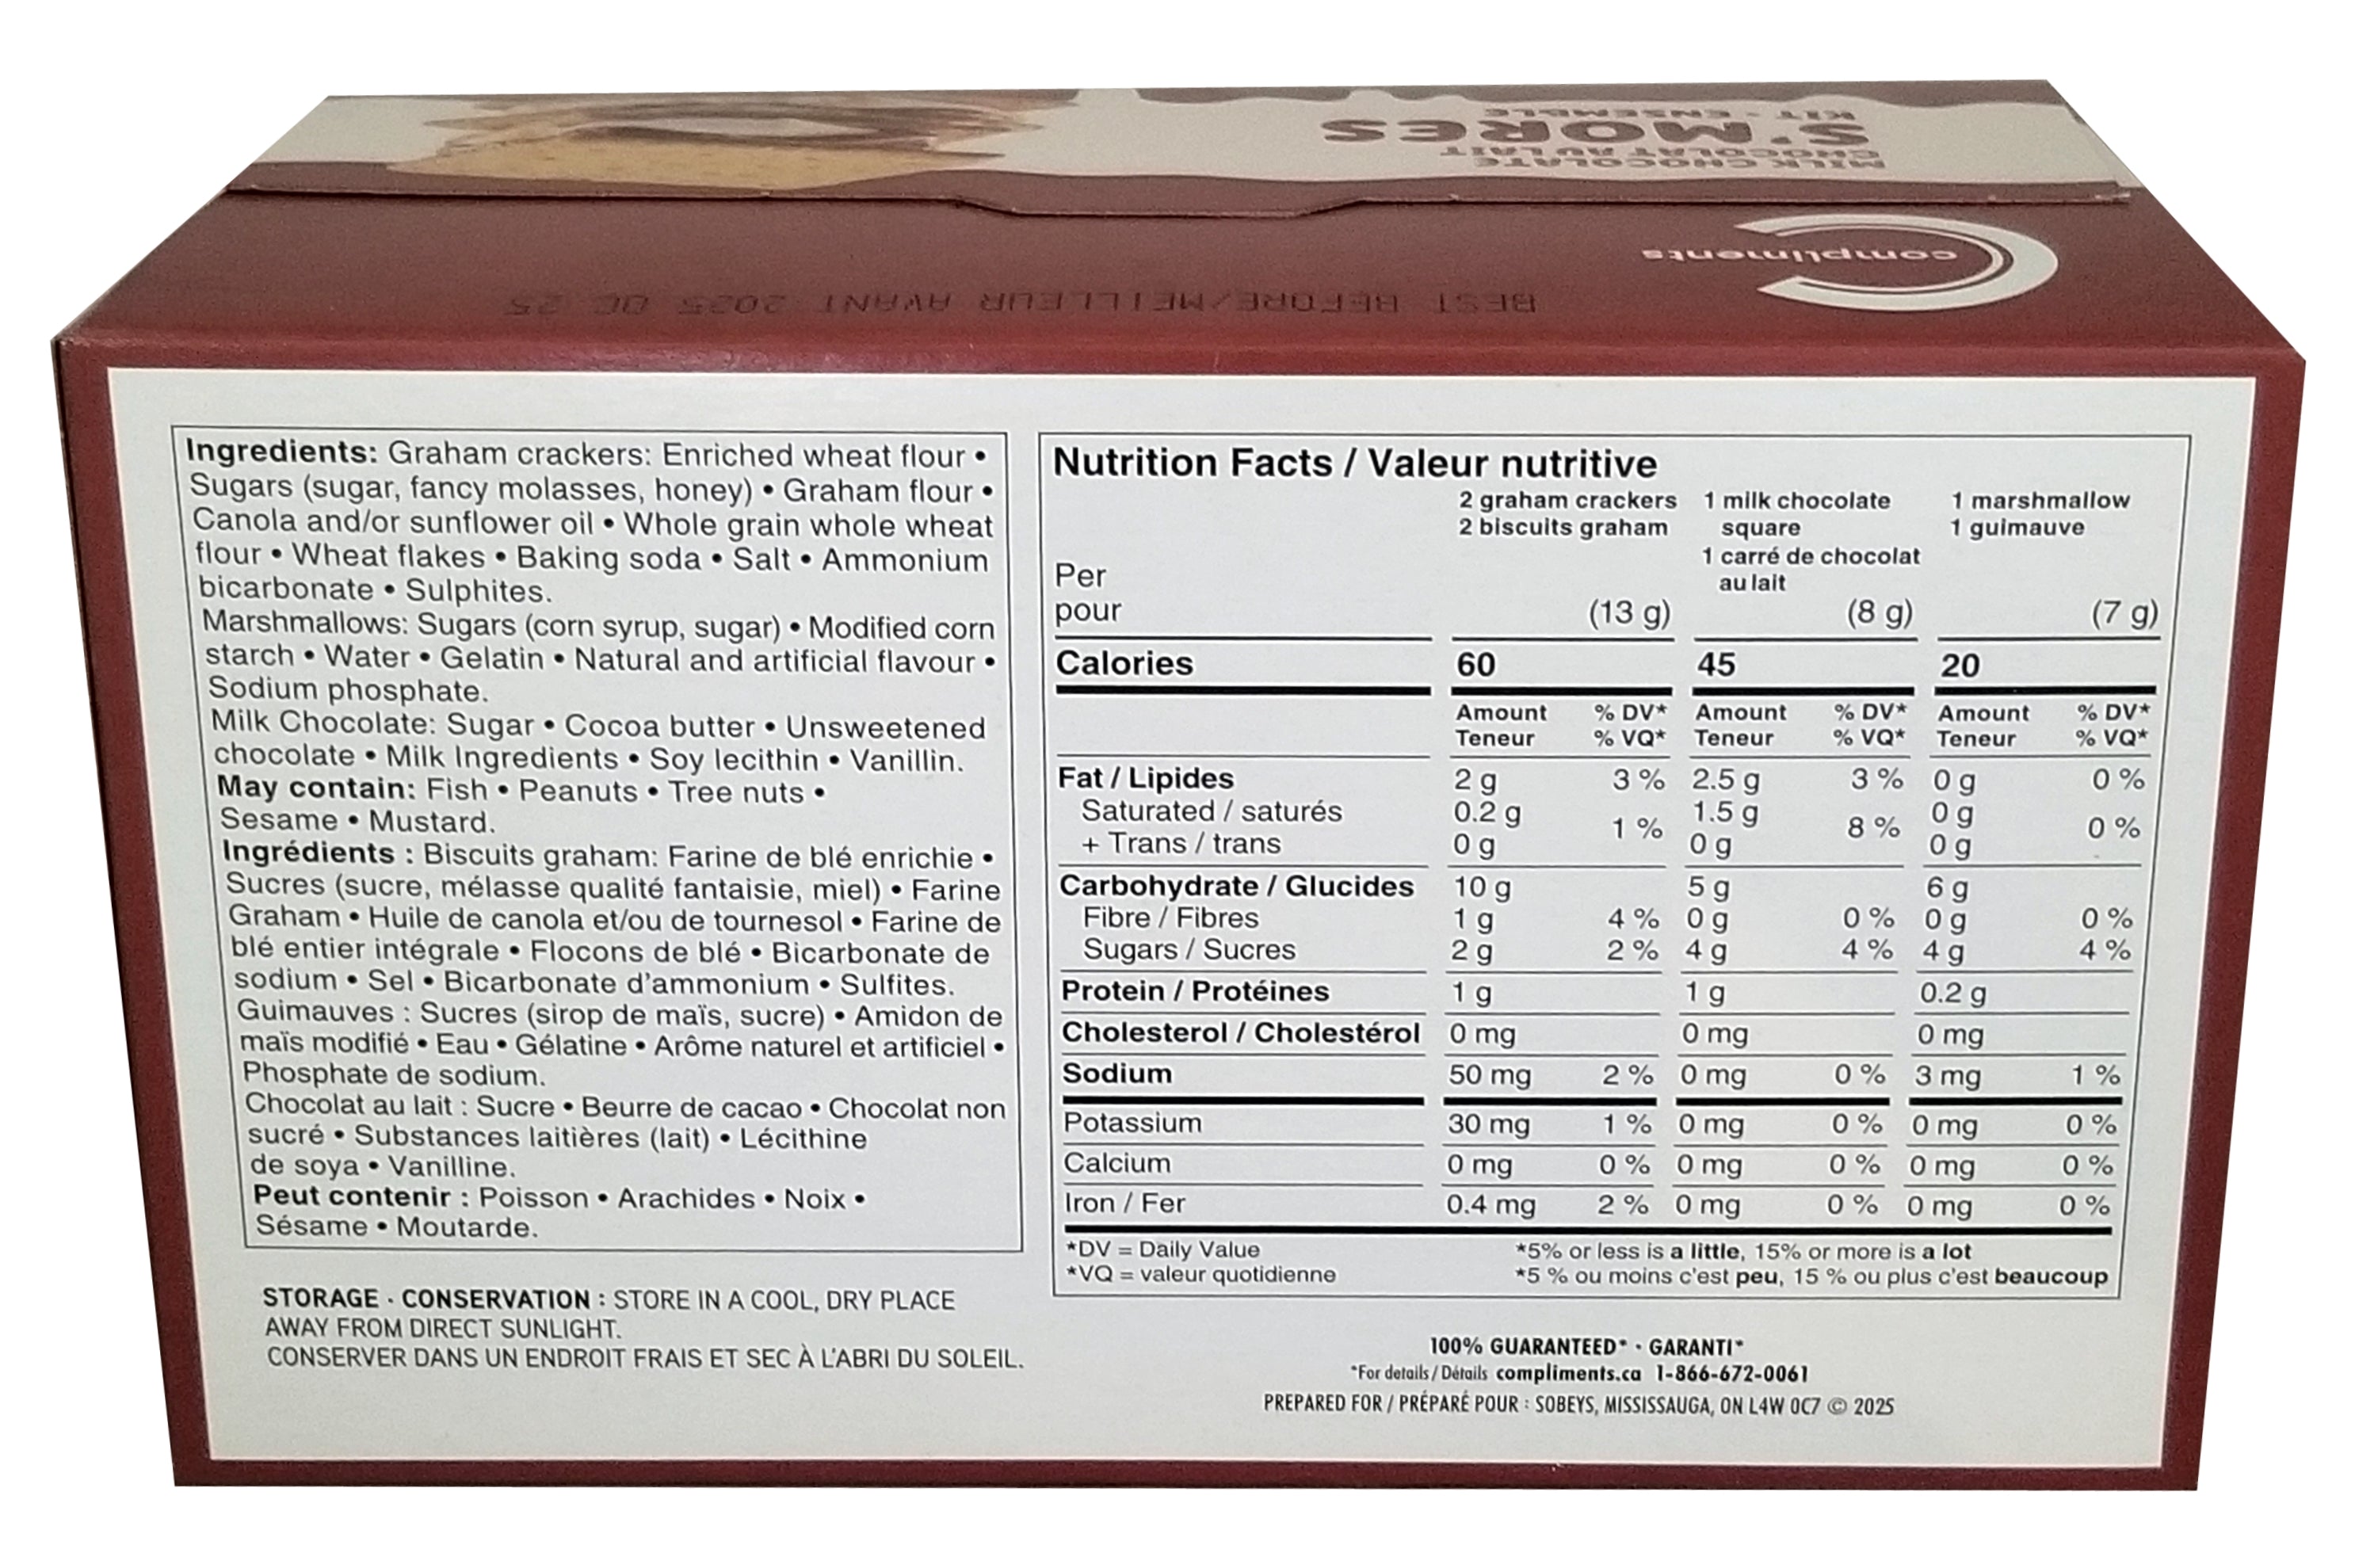 KIT • ENSEMBLE
S'MORES
CHOCOLAT AU LAIT
MILK CHOCOLATE
compliments
BEST BEFORE/MEILLEUR AVANT 2025 OC 25
Ingredients: Graham crackers: Enriched wheat flour •
Sugars (sugar, fancy molasses, honey) • Graham flour •
Canola and/or sunflower oil • Whole grain whole wheat
flour • Wheat flakes • Baking soda • Salt • Ammonium
bicarbonate • Sulphites.
Marshmallows: Sugars (corn syrup, sugar) • Modified corn
starch • Water • Gelatin • Natural and artificial flavour •
Sodium phosphate.
Milk Chocolate: Sugar • Cocoa butter • Unsweetened
chocolate • Milk Ingredients • Soy lecithin • Vanillin.
May contain: Fish • Peanuts • Tree nuts •
Sesame • Mustard.
Ingrédients : Biscuits graham: Farine de blé enrichie •
Sucres (sucre, mélasse qualité fantaisie, miel) • Farine
Graham • Huile de canola et/ou de tournesol • Farine de
blé entier intégrale • Flocons de blé • Bicarbonate de
sodium • Sel • Bicarbonate d'ammonium • Sulfites.
Guimauves : Sucres (sirop de maïs, sucre) • Amidon de
maïs modifié • Eau • Gélatine • Arôme naturel et artificiel •
Phosphate de sodium.
Chocolat au lait : Sucre • Beurre de cacao • Chocolat non
sucré • Substances laitières (lait) • Lécithine
de soya • Vanilline.
Peut contenir : Poisson • Arachides • Noix •
Sésame • Moutarde.
STORAGE • CONSERVATION : STORE IN A COOL, DRY PLACE
AWAY FROM DIRECT SUNLIGHT.
CONSERVER DANS UN ENDROIT FRAIS ET SEC À L'ABRI DU SOLEIL.
Nutrition Facts / Valeur nutritive
2 graham crackers 1 milk chocolate 1 marshmallow
2 biscuits graham square 1 guimauve
1 carré de chocolat
Per au lait
pour (13 g) (8 g) (7 g)
Calories 60 45 20
Amount % DV* Amount % DV* Amount % DV*
Teneur % VQ* Teneur % VQ* Teneur % VQ*
Fat / Lipides 2 g 3 % 2.5 g 3 % 0 g 0 %
Saturated / saturés 0.2 g 1.5 g 0 g
1 % 8 % 0 %
+ Trans / trans 0 g 0 g 0 g
Carbohydrate / Glucides 10 g 5 g 6 g
Fibre / Fibres 1 g 4 % 0 g 0 % 0 g 0 %
Sugars / Sucres 2 g 2 % 4 g 4 % 4 g 4 %
Protein / Protéines 1 g 1 g 0.2 g
Cholesterol / Cholestérol 0 mg 0 mg 0 mg
Sodium 50 mg 2 % 0 mg 0 % 3 mg 1 %
Potassium 30 mg 1 % 0 mg 0 % 0 mg 0 %
Calcium 0 mg 0 % 0 mg 0 % 0 mg 0 %
Iron / Fer 0.4 mg 2 % 0 mg 0 % 0 mg 0 %
*DV = Daily Value *5% or less is a little, 15% or more is a lot
*VQ = valeur quotidienne *5 % ou moins c'est peu, 15 % ou plus c'est beaucoup
100% GUARANTEED* • GARANTI*
*For details / Détails compliments.ca 1-866-672-0061
PREPARED FOR / PRÉPARÉ POUR : SOBEYS, MISSISSAUGA, ON L4W 0C7 © 2025